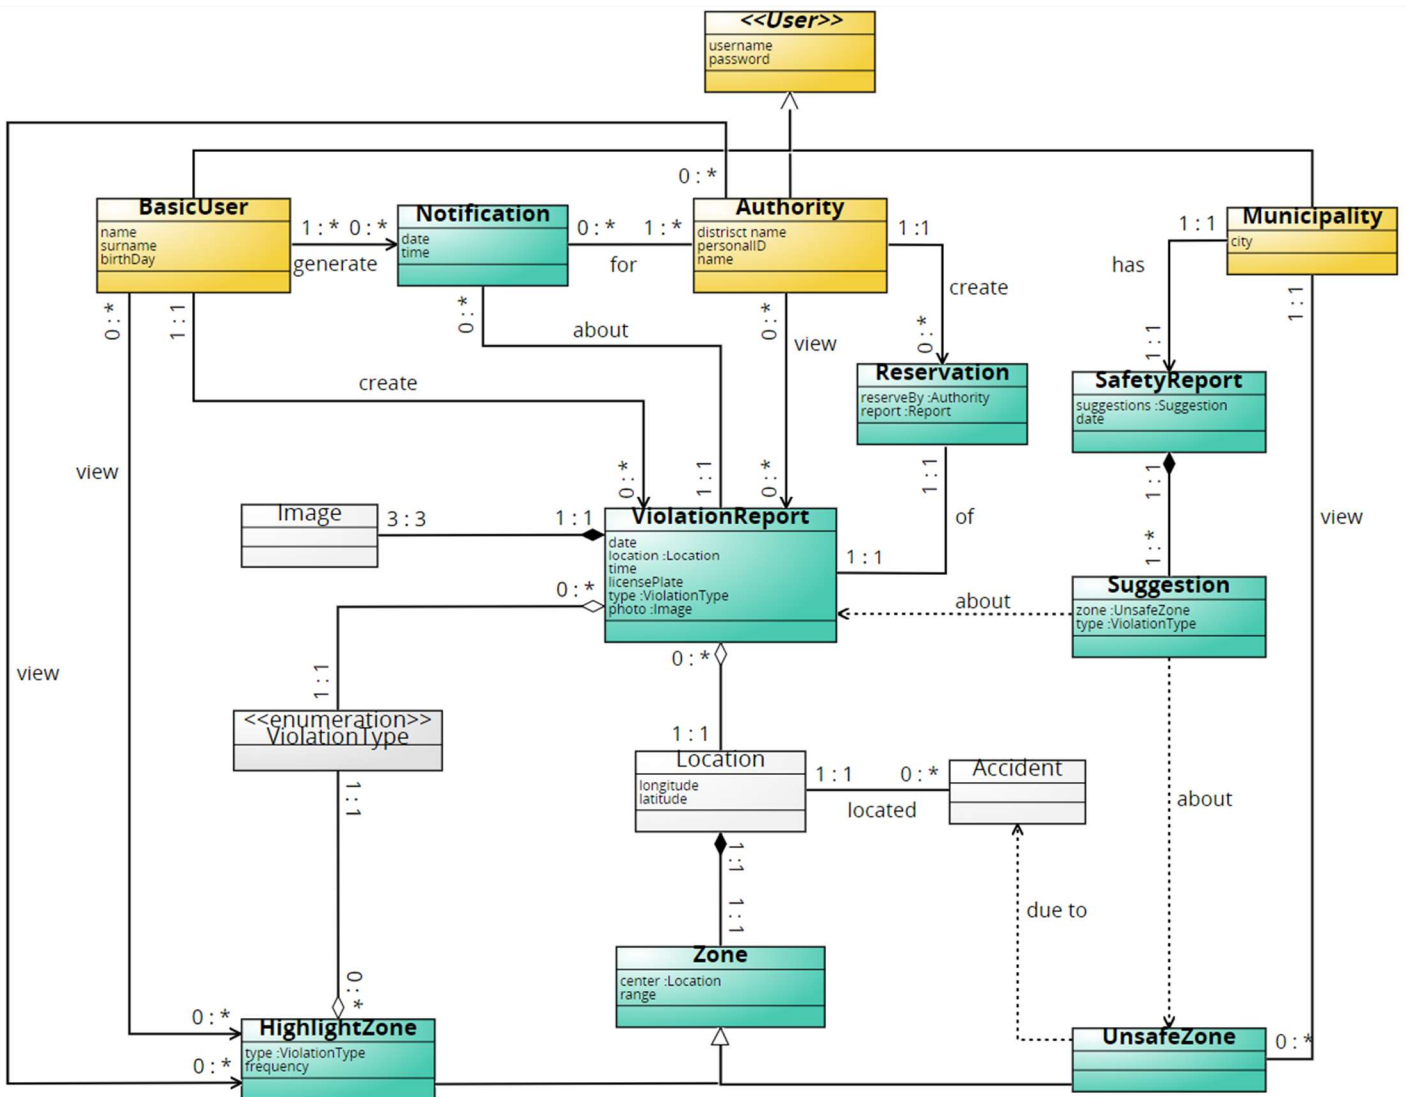 <<User>>
username
password
0 : *
BasicUser
name
surname
birthDay
1 : *
0 : *
generate
Notification
date
time
0 : *
1 : *
for
Authority
distrisct name
personalID
name
1 :1
create
0 : *
Municipality
city
1 : 1
has
1 : 1
1 : 1
0 : *
1 : 1
0 : *
about
0 : *
view
create
Reservation
reserveBy :Authority
report :Report
SafetyReport
suggestions :Suggestion
date
view
0 : *
1 : 1
0 : *
1 : 1
of
1 : 1
1 : *
view
Image
3 : 3
1 : 1
ViolationReport
date
location :Location
time
licensePlate
type :ViolationType
photo :Image
1 : 1
0 : *
about
Suggestion
zone :UnsafeZone
type :ViolationType
view
0 : *
1 : 1
<<enumeration>>
ViolationType
1 : 1
1 : 1
Location
longitude
latitude
1 : 1
0 : *
located
Accident
about
1 : 1
1 : 1
due to
Zone
center :Location
range
0 : *
0 : *
0 : *
HighlightZone
type :ViolationType
frequency
UnsafeZone
0 : *